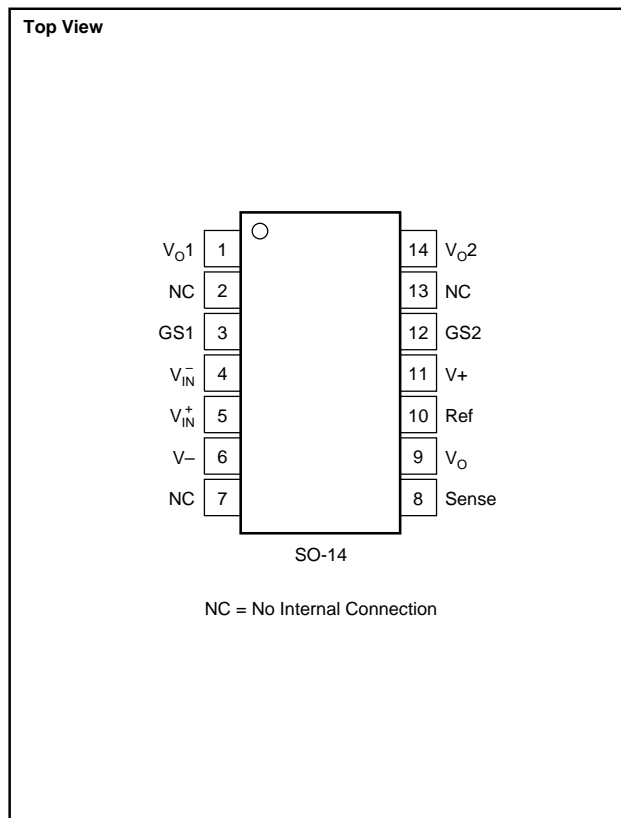 Top View
V_O1 1 14 V_O2
NC 2 13 NC
GS1 3 12 GS2
V_IN^– 4 11 V+
V_IN^+ 5 10 Ref
V– 6 9 V_O
NC 7 8 Sense
SO-14
NC = No Internal Connection